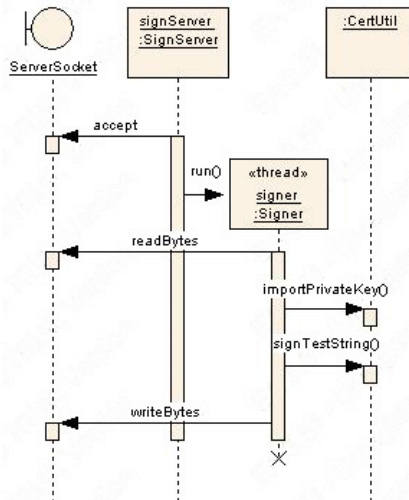 signServer
:SignServer
:CertUtil
ServerSocket
accept
run()
«thread»
signer
:Signer
readBytes
importPrivateKey()
signTestString()
writeBytes